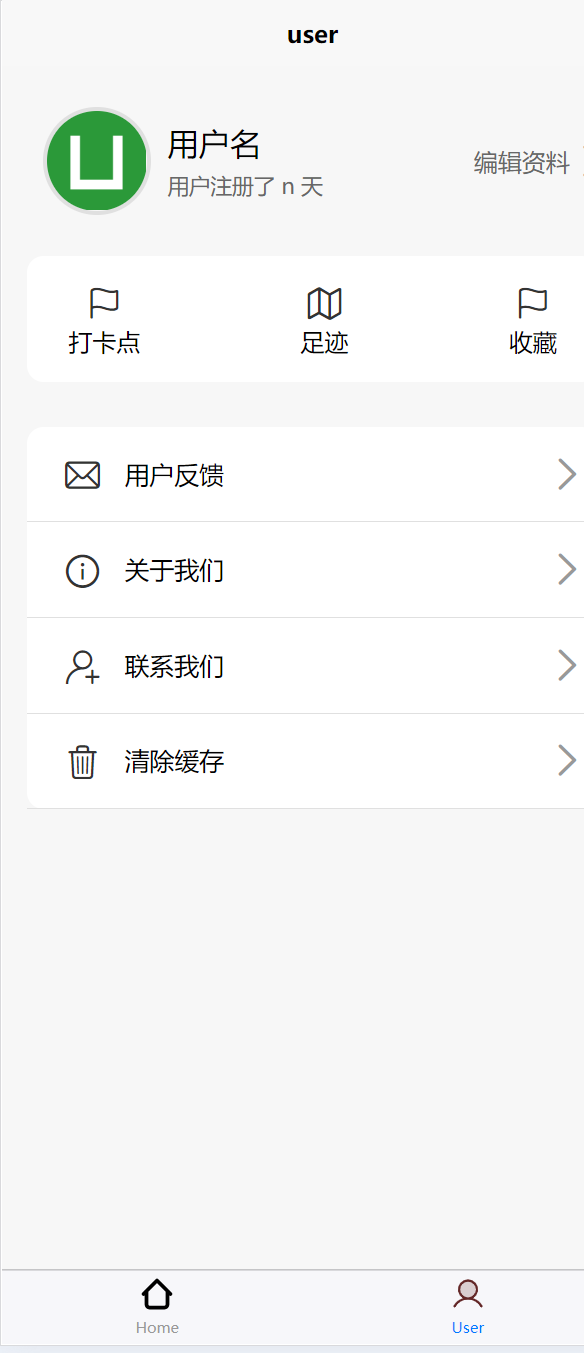 user
用户名
用户注册了 n 天
编辑资料
打卡点
足迹
收藏
用户反馈
关于我们
联系我们
清除缓存
Home
User